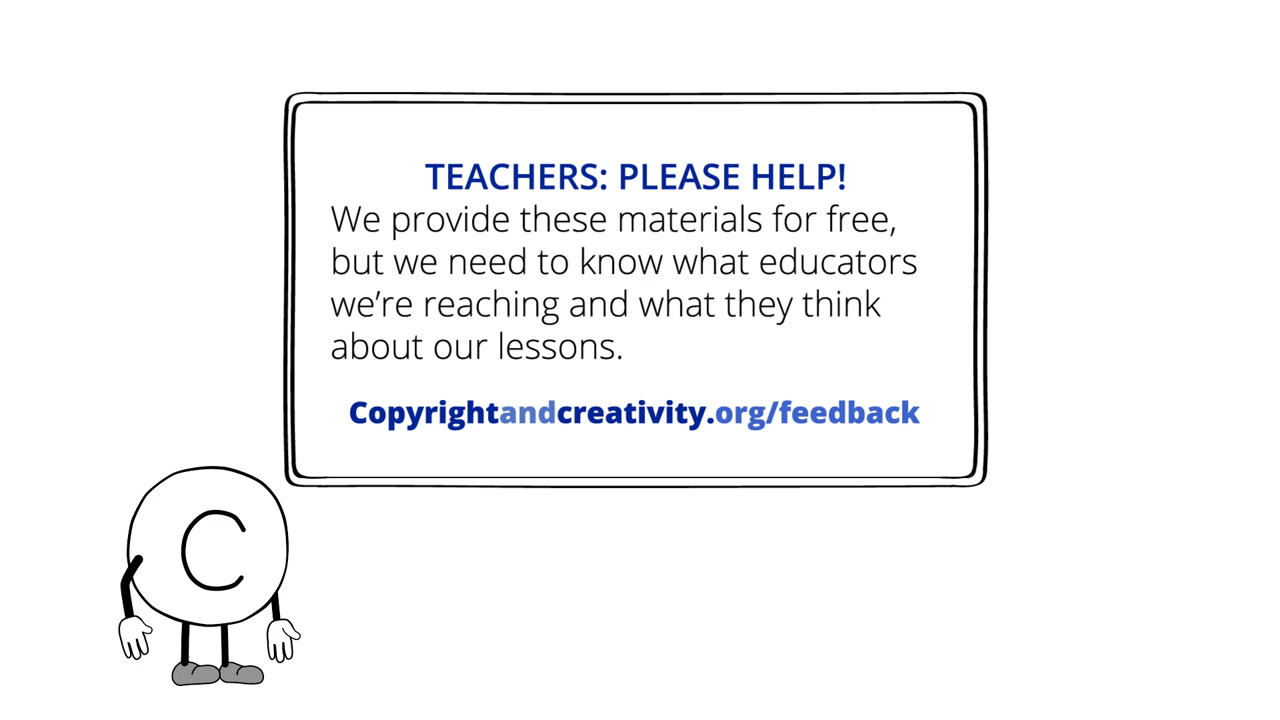 TEACHERS: PLEASE HELP!
We provide these materials for free,
but we need to know what educators
we’re reaching and what they think
about our lessons.
Copyrightandcreativity.org/feedback
C